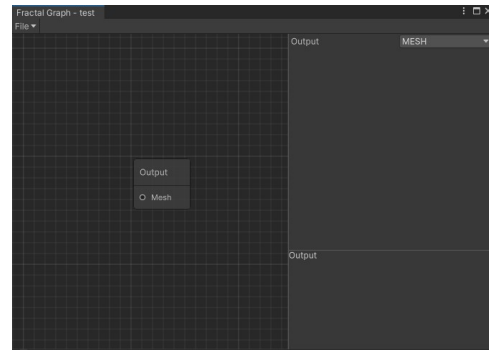 Fractal Graph - test
File
Output MESH
Output
Mesh
Output